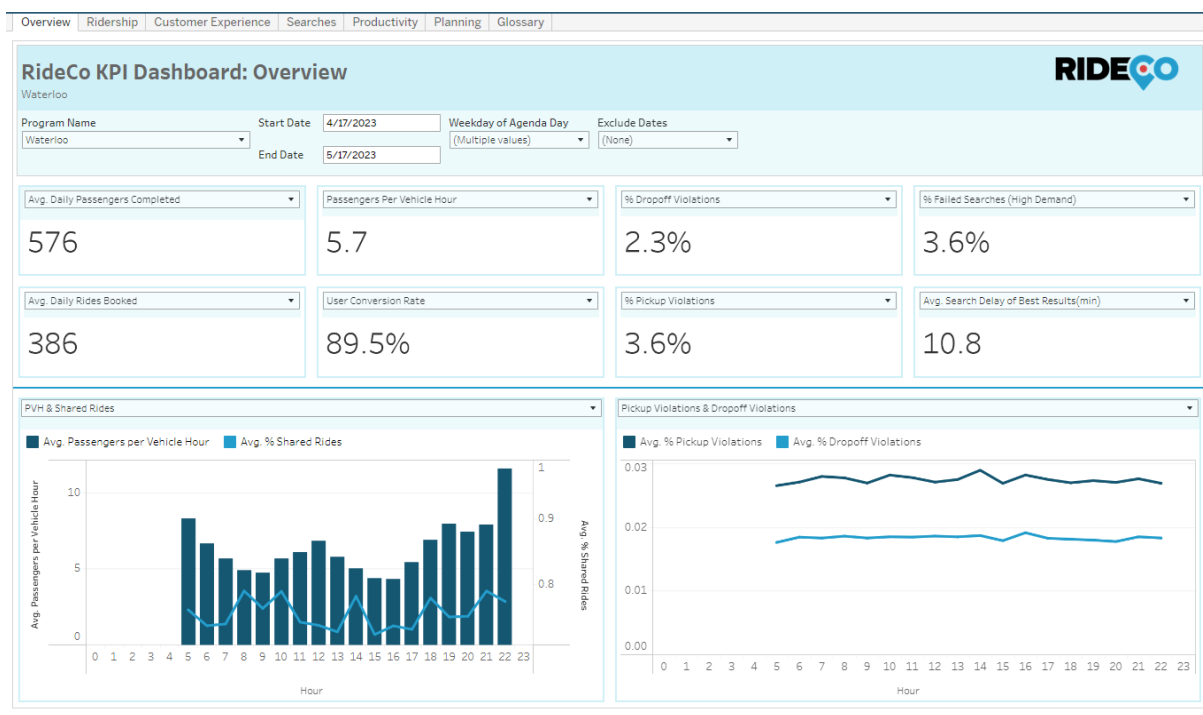 Overview Ridership Customer Experience Searches Productivity Planning Glossary
RideCo KPI Dashboard: Overview
RIDECO
Waterloo
Program Name Start Date 4/17/2023 Weekday of Agenda Day Exclude Dates
Waterloo (Multiple values) (None)
End Date 5/17/2023
Avg. Daily Passengers Completed Passengers Per Vehicle Hour % Dropoff Violations % Failed Searches (High Demand)
576 5.7 2.3% 3.6%
Avg. Daily Rides Booked User Conversion Rate % Pickup Violations Avg. Search Delay of Best Results(min)
386 89.5% 3.6% 10.8
PVH & Shared Rides
Avg. Passengers per Vehicle Hour Avg. % Shared Rides
Avg. Passengers per Vehicle Hour
10
5
0
1
0.9
0.8
Avg. % Shared Rides
0 1 2 3 4 5 6 7 8 9 10 11 12 13 14 15 16 17 18 19 20 21 22 23
Hour
Pickup Violations & Dropoff Violations
Avg. % Pickup Violations Avg. % Dropoff Violations
0.03
0.02
0.01
0.00
0 1 2 3 4 5 6 7 8 9 10 11 12 13 14 15 16 17 18 19 20 21 22 23
Hour